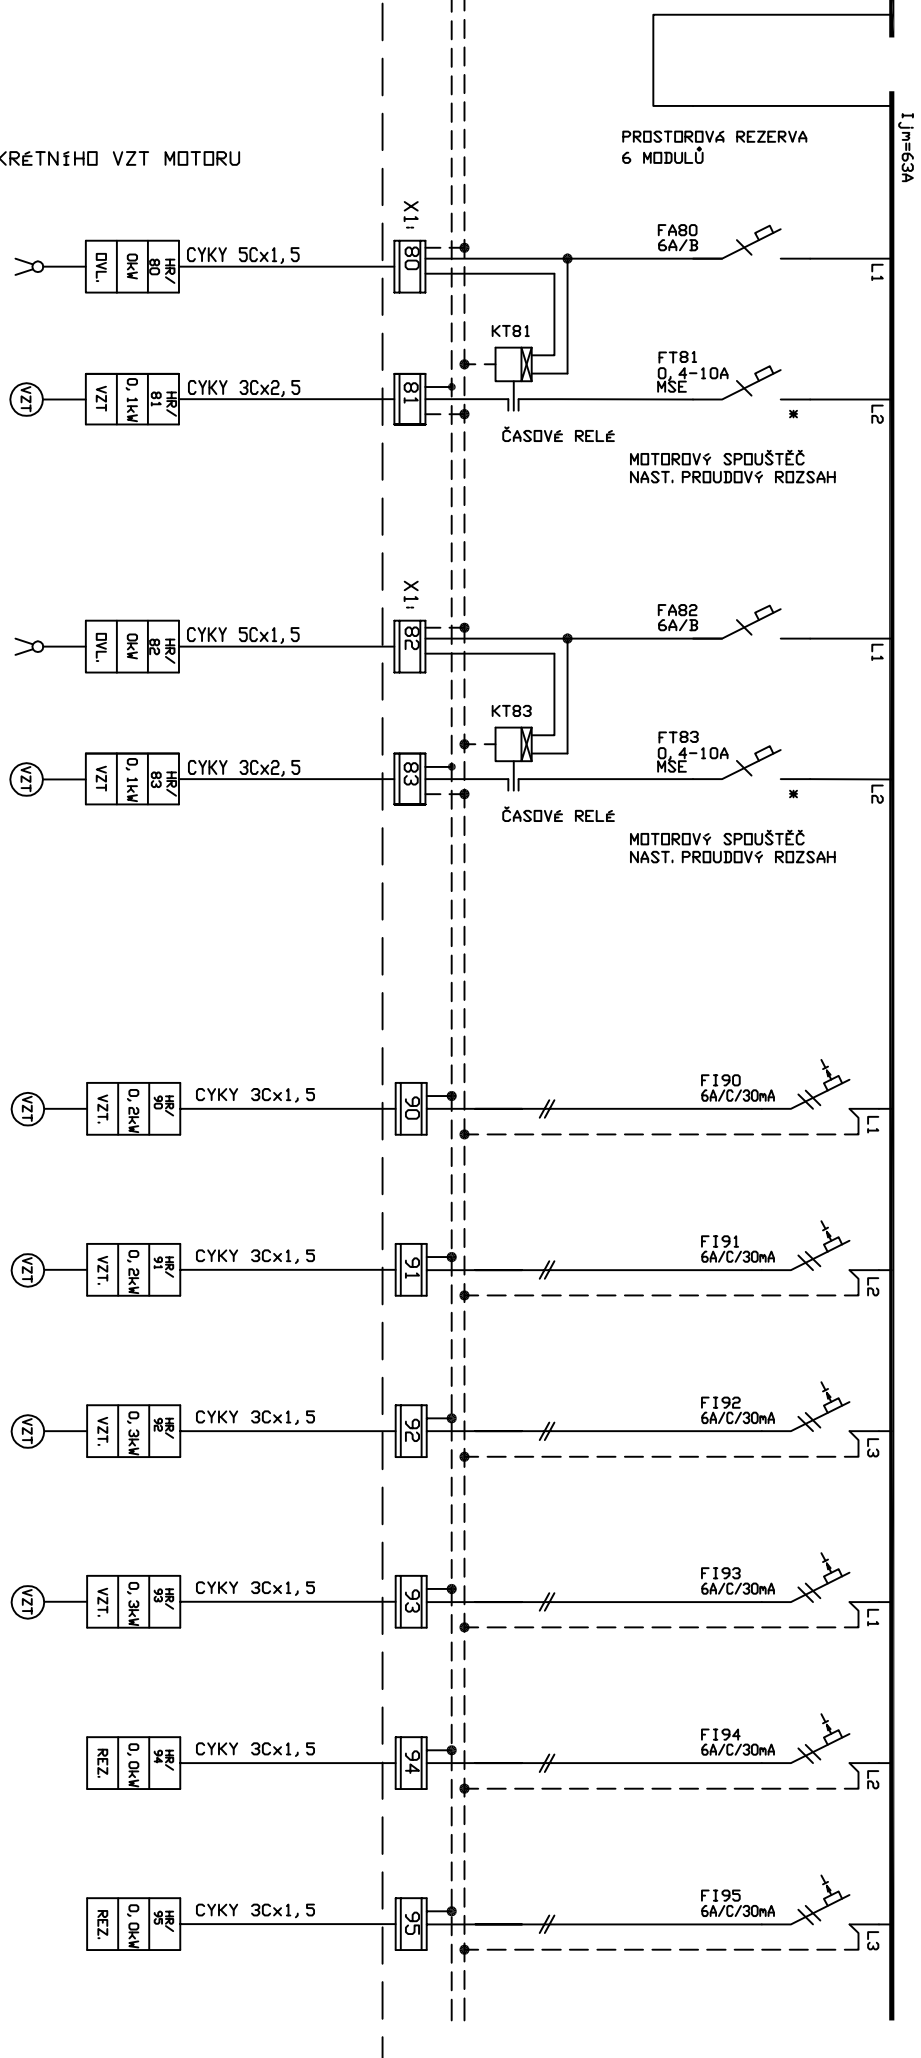 Ijm=63A
PROSTOROVÁ REZERVA
6 MODULŮ
KRÉTNÍHO VZT MOTORU
X1:
FA80
6A/B
L1
80
CYKY 5Cx1,5
HR/
80
0kW
OVL.
KT81
FT81
0,4-10A
MSE
*
L2
81
CYKY 3Cx2,5
HR/
81
0,1kW
VZT
VZT
ČASOVÉ RELÉ
MOTOROVÝ SPOUŠTĚČ
NAST. PROUDOVÝ ROZSAH
X1:
FA82
6A/B
L1
82
CYKY 5Cx1,5
HR/
82
0kW
OVL.
KT83
FT83
0,4-10A
MSE
*
L2
83
CYKY 3Cx2,5
HR/
83
0,1kW
VZT
VZT
ČASOVÉ RELÉ
MOTOROVÝ SPOUŠTĚČ
NAST. PROUDOVÝ ROZSAH
FI90
6A/C/30mA
L1
90
CYKY 3Cx1,5
HR/
90
0,2kW
VZT.
VZT
FI91
6A/C/30mA
L2
91
CYKY 3Cx1,5
HR/
91
0,2kW
VZT.
VZT
FI92
6A/C/30mA
L3
92
CYKY 3Cx1,5
HR/
92
0,3kW
VZT.
VZT
FI93
6A/C/30mA
L1
93
CYKY 3Cx1,5
HR/
93
0,3kW
VZT.
VZT
FI94
6A/C/30mA
L2
94
CYKY 3Cx1,5
HR/
94
0,0kW
REZ.
FI95
6A/C/30mA
L3
95
CYKY 3Cx1,5
HR/
95
0,0kW
REZ.